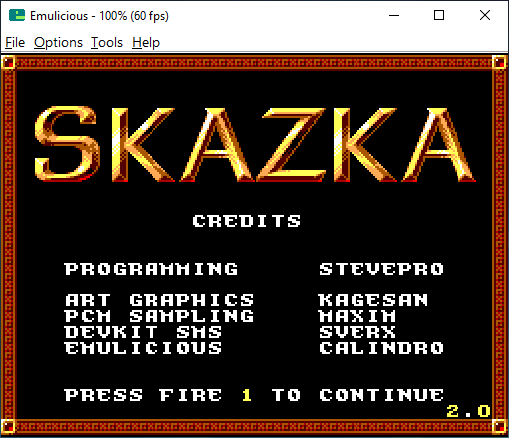 Emulicious - 100% (60 fps)
File Options Tools Help
SKAZKA
CREDITS
PROGRAMMING STEVEPRO
ART GRAPHICS KAGESAN
PCM SAMPLING MAXIM
DEVKIT SMS SVERX
EMULICIOUS CALINDRO
PRESS FIRE 1 TO CONTINUE
2.0